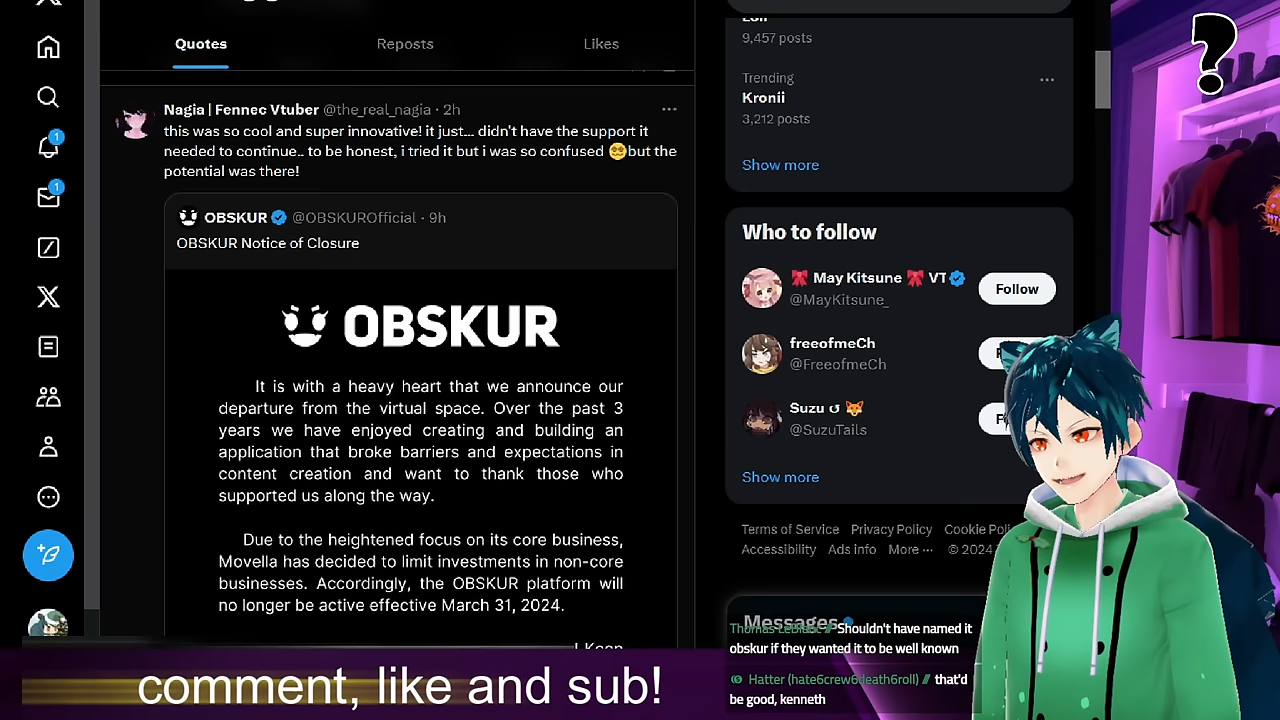 Quotes
Reposts
Likes
Nagia | Fennec Vtuber @the_real_nagia · 2h
this was so cool and super innovative! it just... didn't have the support it
needed to continue.. to be honest, i tried it but i was so confused 😵‍💫but the
potential was there!
OBSKUR @OBSKUROfficial · 9h
OBSKUR Notice of Closure
OBSKUR
It is with a heavy heart that we announce our
departure from the virtual space. Over the past 3
years we have enjoyed creating and building an
application that broke barriers and expectations in
content creation and want to thank those who
supported us along the way.
Due to the heightened focus on its core business,
Movella has decided to limit investments in non-core
businesses. Accordingly, the OBSKUR platform will
no longer be active effective March 31, 2024.
9,457 posts
Trending
Kronii
3,212 posts
Show more
Who to follow
🎀 May Kitsune 🎀 VT
@MayKitsune_
Follow
freeofmeCh
@FreeofmeCh
Suzu ↺ 🦊
@SuzuTails
Show more
Terms of Service Privacy Policy Cookie Poli
Accessibility Ads info More ··· © 2024
Messages
Thomas LeBlanc // Shouldn't have named it
obskur if they wanted it to be well known
Hatter (hate6crew6death6roll) // that'd
be good, kenneth
comment, like and sub!
1
1
?